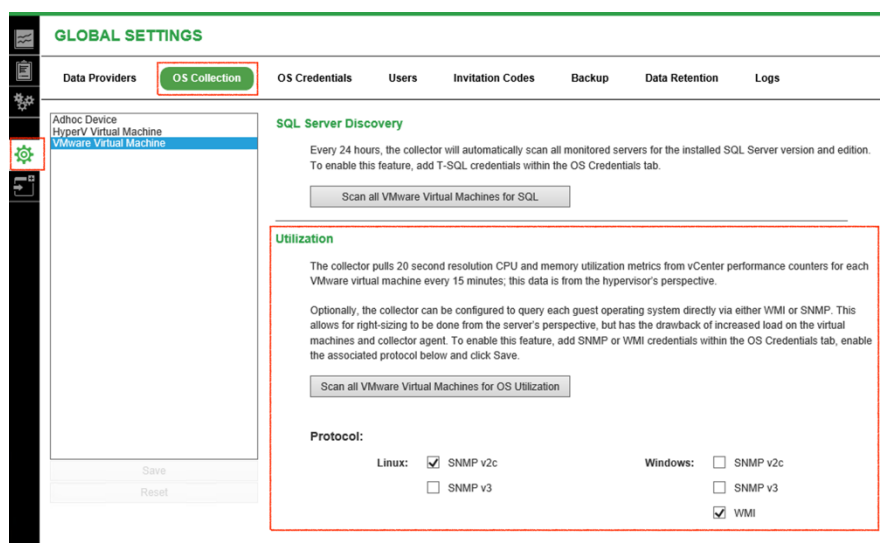 GLOBAL SETTINGS
Data Providers OS Collection OS Credentials Users Invitation Codes Backup Data Retention Logs
Adhoc Device
HyperV Virtual Machine
VMware Virtual Machine
Save
Reset
SQL Server Discovery
Every 24 hours, the collector will automatically scan all monitored servers for the installed SQL Server version and edition.
To enable this feature, add T-SQL credentials within the OS Credentials tab.
Scan all VMware Virtual Machines for SQL
Utilization
The collector pulls 20 second resolution CPU and memory utilization metrics from vCenter performance counters for each
VMware virtual machine every 15 minutes; this data is from the hypervisor's perspective.
Optionally, the collector can be configured to query each guest operating system directly via either WMI or SNMP. This
allows for right-sizing to be done from the server's perspective, but has the drawback of increased load on the virtual
machines and collector agent. To enable this feature, add SNMP or WMI credentials within the OS Credentials tab, enable
the associated protocol below and click Save.
Scan all VMware Virtual Machines for OS Utilization
Protocol:
Linux: SNMP v2c Windows: SNMP v2c
SNMP v3 SNMP v3
WMI